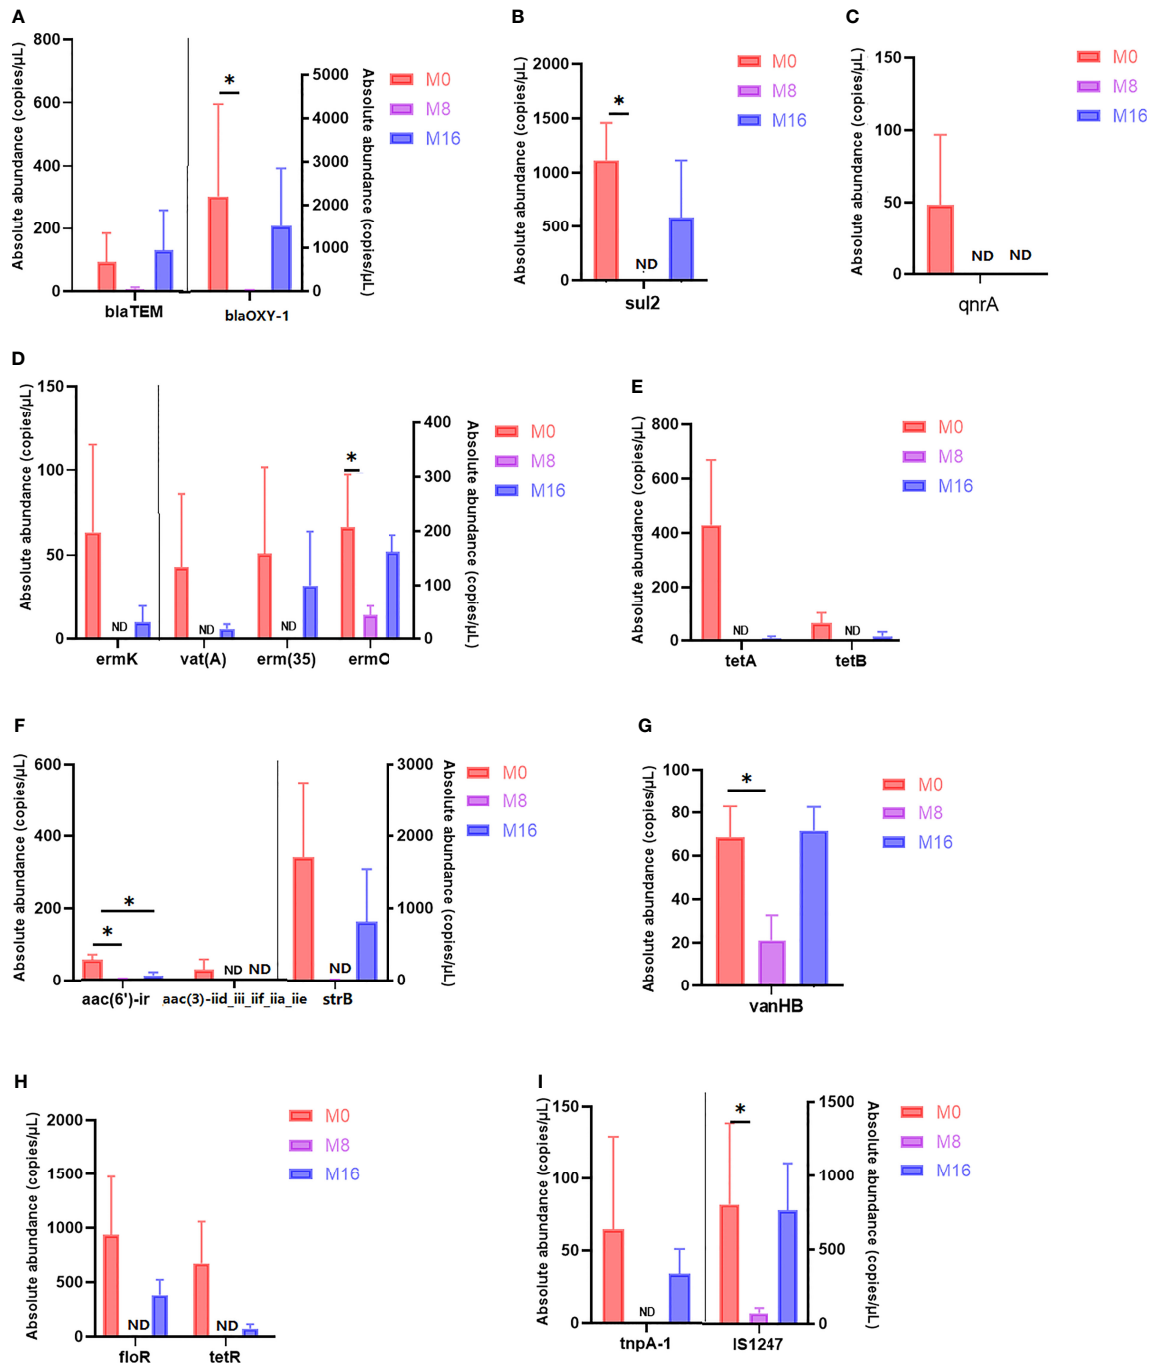 A
Absolute abundance (copies/μL)
800
600
400
200
0
*
5000
4000
3000
2000
1000
0
Absolute abundance (copies/μL)
blaTEM
blaOXY-1
M0
M8
M16
B
Absolute abundance (copies/μL)
2000
1500
1000
500
0
*
ND
sul2
M0
M8
M16
C
Absolute abundance (copies/μL)
150
100
50
0
ND ND
qnrA
M0
M8
M16
D
Absolute abundance (copies/μL)
150
100
50
0
ND ND ND
*
400
300
200
100
0
Absolute abundance (copies/μL)
ermK vat(A) erm(35) ermO
M0
M8
M16
E
Absolute abundance (copies/μL)
800
600
400
200
0
ND ND
tetA tetB
M0
M8
M16
F
Absolute abundance (copies/μL)
600
400
200
0
*
*
ND ND ND
3000
2000
1000
0
Absolute abundance (copies/μL)
aac(6')-ir aac(3)-iid_iii_iif_iia_iie strB
M0
M8
M16
G
Absolute abundance (copies/μL)
100
80
60
40
20
0
*
vanHB
M0
M8
M16
H
Absolute abundance (copies/μL)
2000
1500
1000
500
0
ND ND
floR tetR
M0
M8
M16
I
Absolute abundance (copies/μL)
150
100
50
0
ND
*
1500
1000
500
0
Absolute abundance (copies/μL)
tnpA-1 IS1247
M0
M8
M16